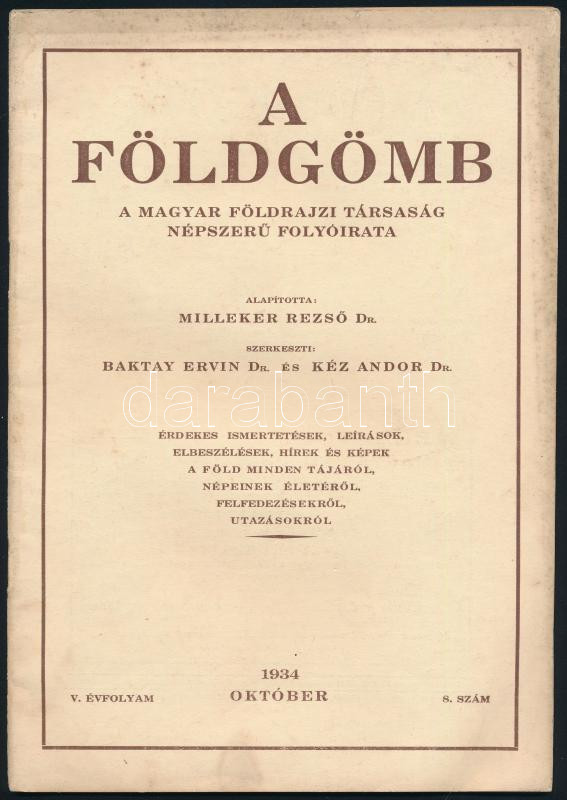 A
FÖLDGÖMB
A MAGYAR FÖLDRAJZI TÁRSASÁG
NÉPSZERŰ FOLYÓIRATA
ALAPÍTOTTA:
MILLEKER REZSŐ DR.
SZERKESZTI:
BAKTAY ERVIN DR. ÉS KÉZ ANDOR DR.
darabanth
ÉRDEKES ISMERTETÉSEK, LEÍRÁSOK,
ELBESZÉLÉSEK, HÍREK ÉS KÉPEK
A FÖLD MINDEN TÁJÁRÓL,
NÉPEINEK ÉLETÉRŐL,
FELFEDEZÉSEKRŐL,
UTAZÁSOKRÓL
1934
V. ÉVFOLYAM OKTÓBER 8. SZÁM